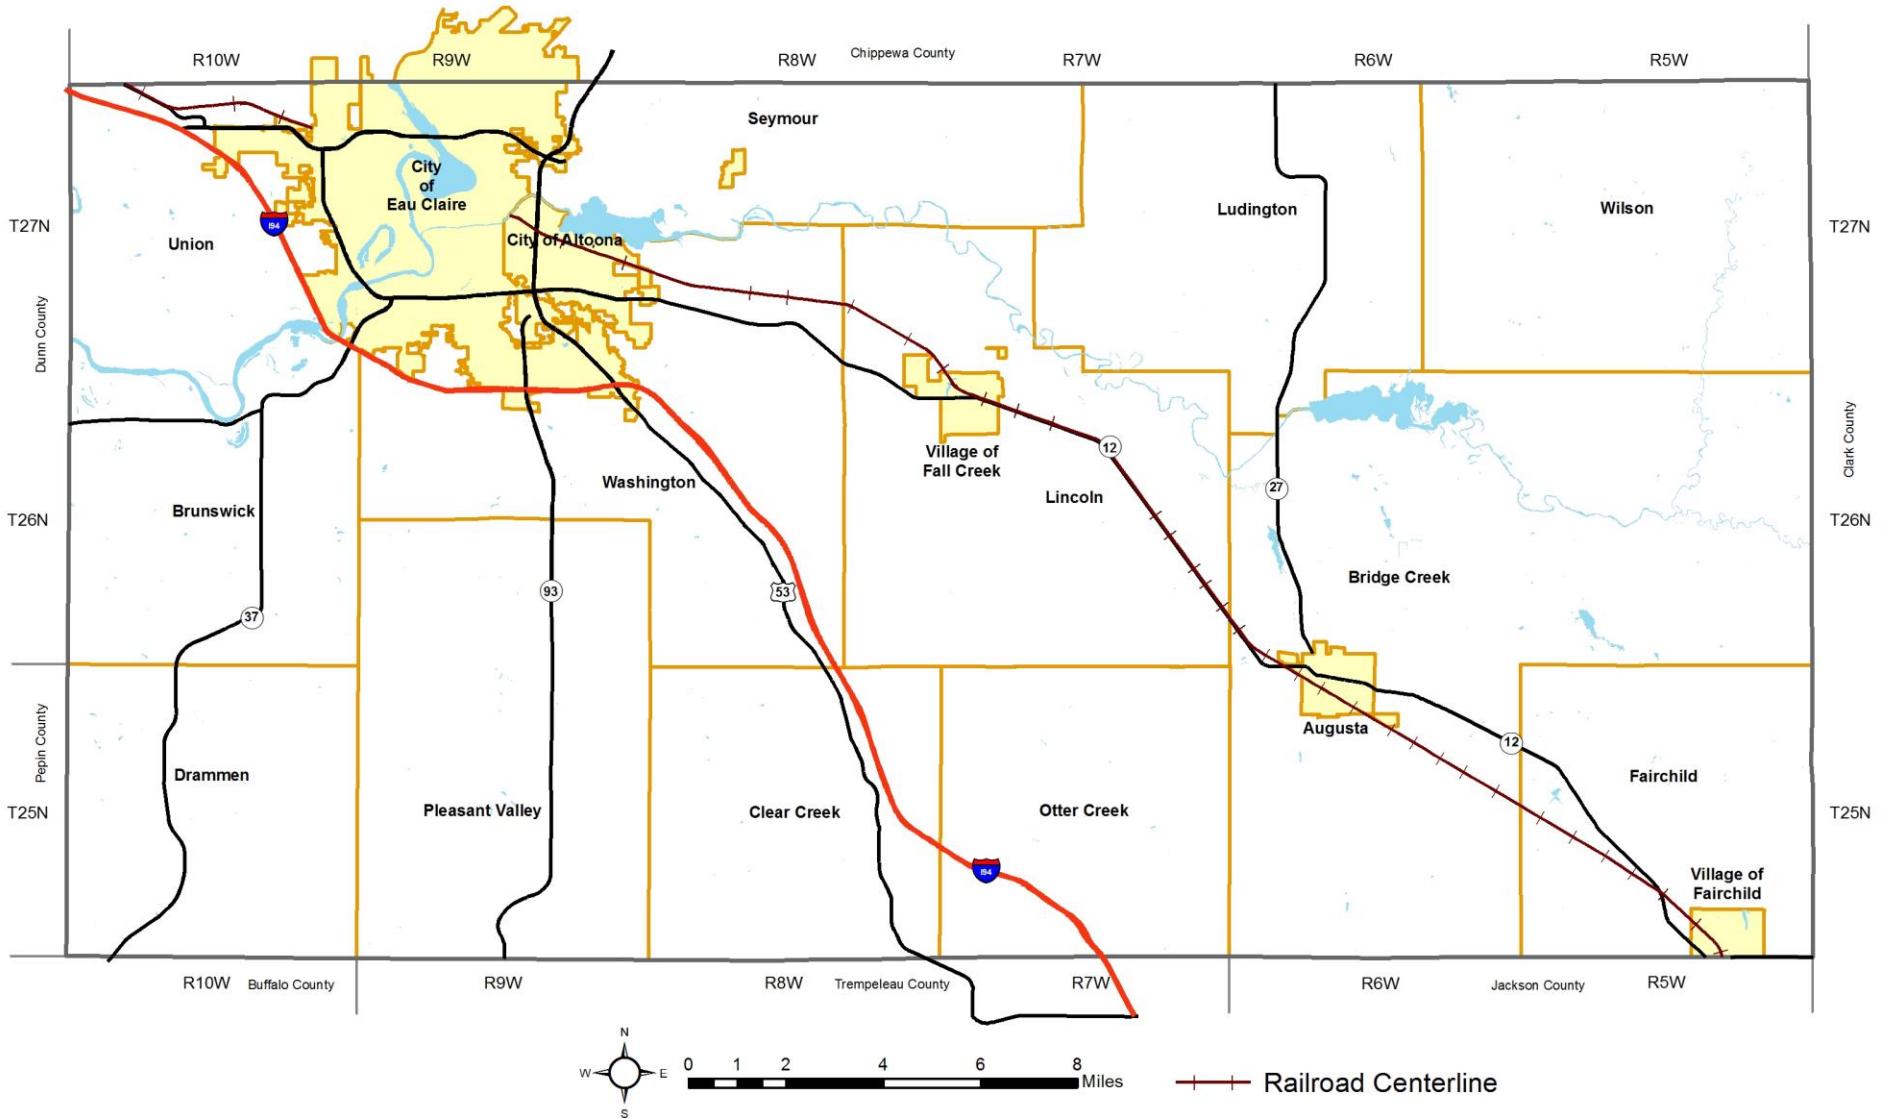 Chippewa County
R10W
R9W
R8W
R7W
R6W
R5W
Seymour
City
of
Eau Claire
Ludington
Wilson
T27N
I94
Union
City of Altoona
T27N
Dunn County
Clark County
12
Village of
Fall Creek
Washington
Lincoln
27
Brunswick
T26N
T26N
Bridge Creek
93
53
37
Pepin County
Augusta
12
Drammen
Fairchild
Pleasant Valley
Clear Creek
Otter Creek
T25N
T25N
I94
Village of
Fairchild
R10W
Buffalo County
R9W
R8W
Trempeleau County
R7W
R6W
Jackson County
R5W
N
W
E
S
0 1 2 4 6 8
Miles
Railroad Centerline